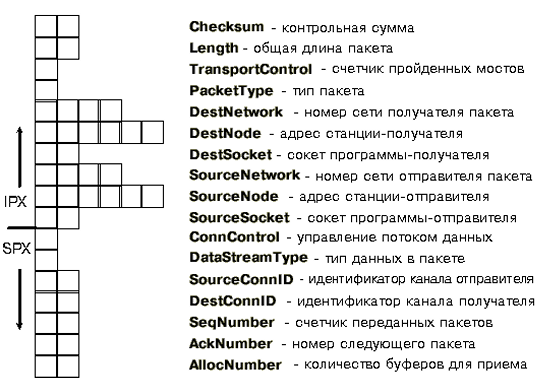 Checksum - контрольная сумма
Length - общая длина пакета
TransportControl - счетчик пройденных мостов
PacketType - тип пакета
DestNetwork - номер сети получателя пакета
DestNode - адрес станции-получателя
DestSocket - сокет программы-получателя
SourceNetwork - номер сети отправителя пакета
SourceNode - адрес станции-отправителя
IPX
SourceSocket - сокет программы-отправителя
ConnControl - управление потоком данных
SPX
DataStreamType - тип данных в пакете
SourceConnID - идентификатор канала отправителя
DestConnID - идентификатор канала получателя
SeqNumber - счетчик переданных пакетов
AckNumber - номер следующего пакета
AllocNumber - количество буферов для приема